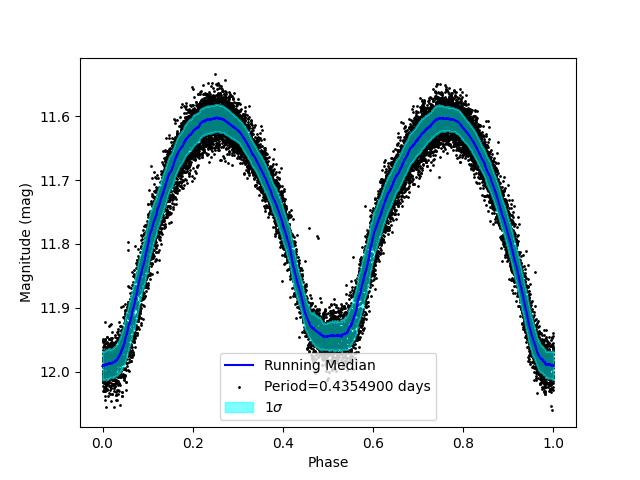 11.6
11.7
11.8
11.9
12.0
Magnitude (mag)
Running Median
Period=0.4354900 days
1σ
0.0 0.2 0.4 0.6 0.8 1.0
Phase